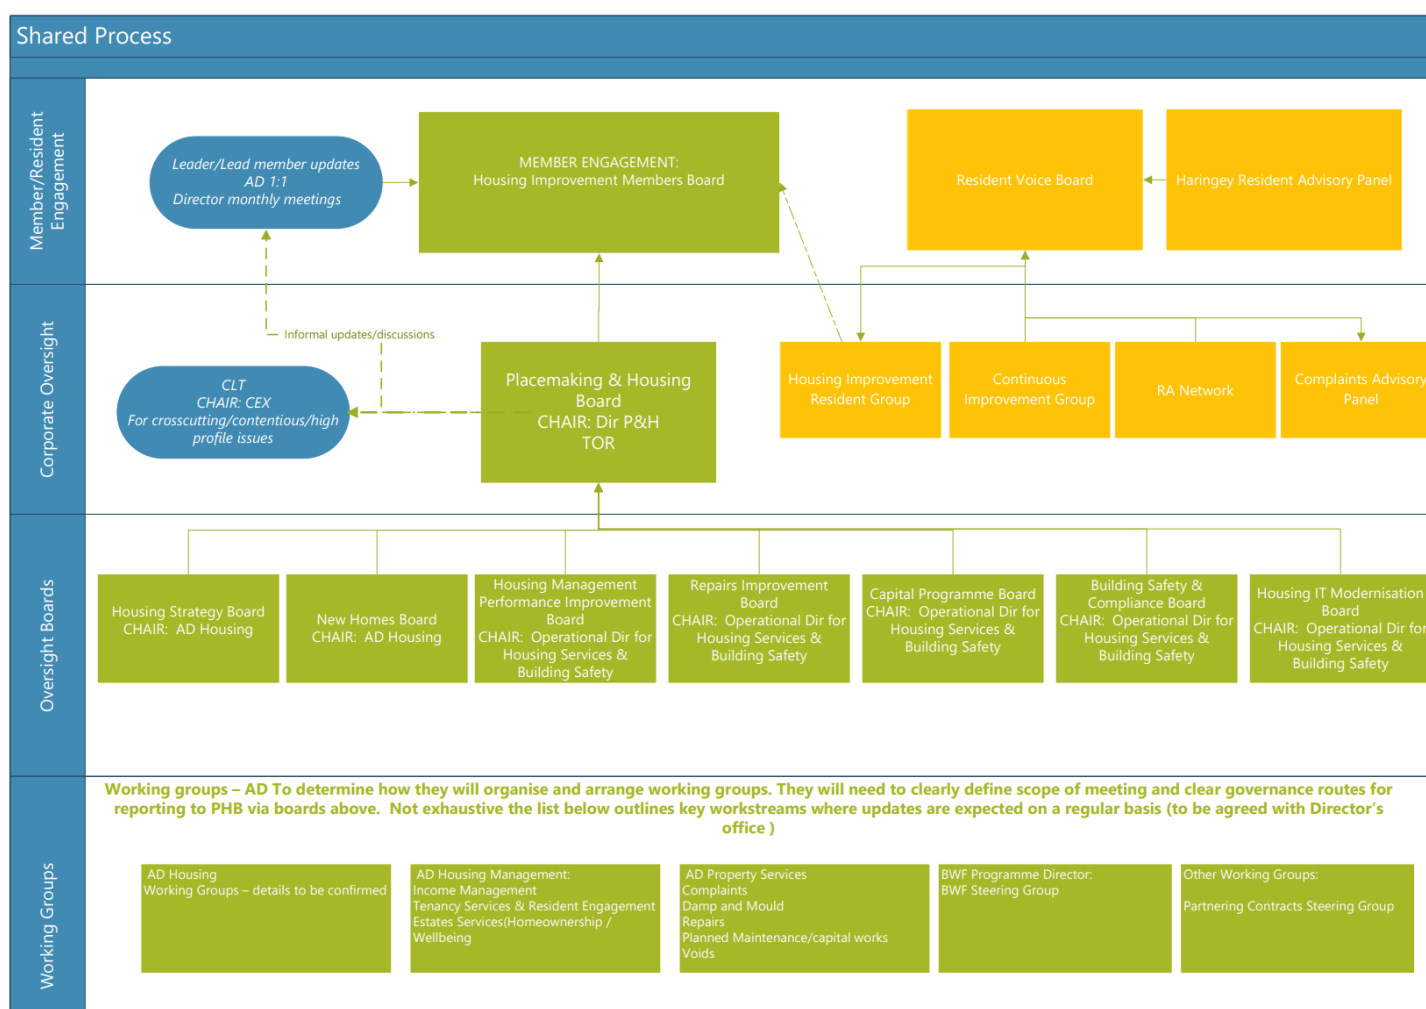 Shared Process
Member/Resident
Engagement
Leader/Lead member updates
AD 1:1
Director monthly meetings
MEMBER ENGAGEMENT:
Housing Improvement Members Board
Resident Voice Board
Haringey Resident Advisory Panel
Corporate Oversight
Informal updates/discussions
CLT
CHAIR: CEX
For crosscutting/contentious/high
profile issues
Placemaking & Housing
Board
CHAIR: Dir P&H
TOR
Housing Improvement
Resident Group
Continuous
Improvement Group
RA Network
Complaints Advisory
Panel
Oversight Boards
Housing Strategy Board
CHAIR: AD Housing
New Homes Board
CHAIR: AD Housing
Housing Management
Performance Improvement
Board
CHAIR: Operational Dir for
Housing Services &
Building Safety
Repairs Improvement
Board
CHAIR: Operational Dir for
Housing Services &
Building Safety
Capital Programme Board
CHAIR: Operational Dir for
Housing Services &
Building Safety
Building Safety &
Compliance Board
CHAIR: Operational Dir for
Housing Services &
Building Safety
Housing IT Modernisation
Board
CHAIR: Operational Dir for
Housing Services &
Building Safety
Working Groups
Working groups – AD To determine how they will organise and arrange working groups. They will need to clearly define scope of meeting and clear governance routes for
reporting to PHB via boards above. Not exhaustive the list below outlines key workstreams where updates are expected on a regular basis (to be agreed with Director's
office )
AD Housing
Working Groups – details to be confirmed
AD Housing Management:
Income Management
Tenancy Services & Resident Engagement
Estates Services(Homeownership /
Wellbeing
AD Property Services
Complaints
Damp and Mould
Repairs
Planned Maintenance/capital works
Voids
BWF Programme Director:
BWF Steering Group
Other Working Groups:
Partnering Contracts Steering Group